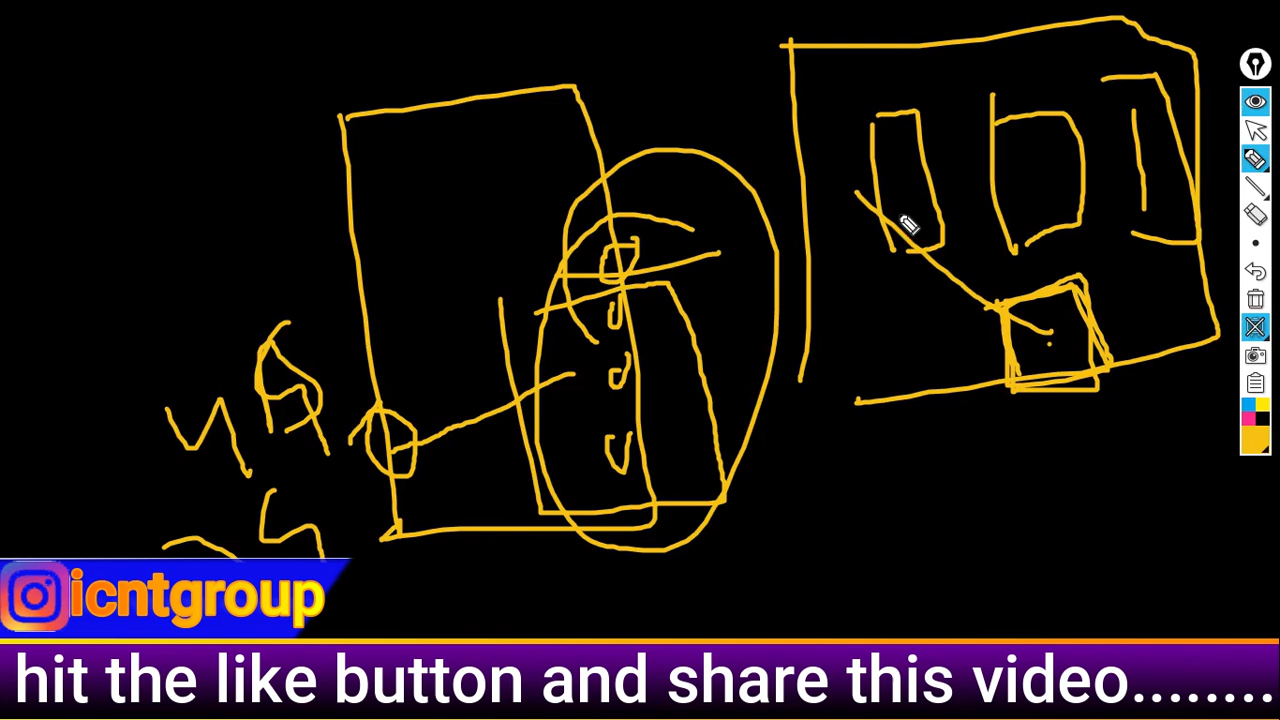 icntgroup
hit the like button and share this video........